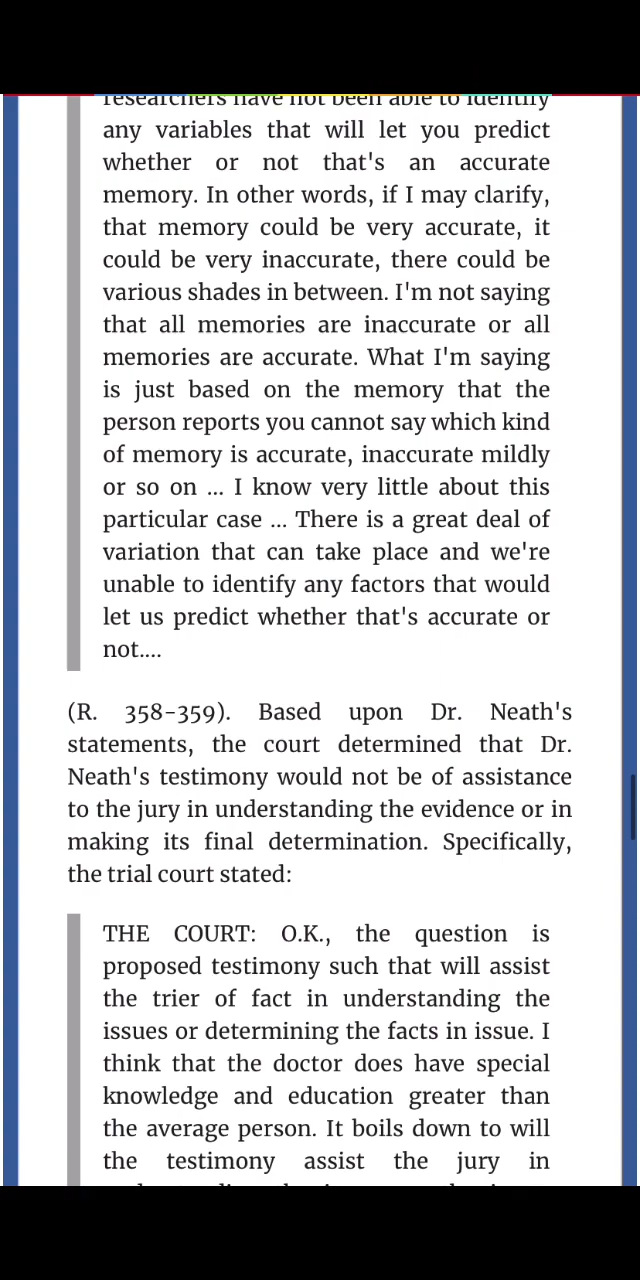 researchers have not been able to identify
any variables that will let you predict
whether or not that's an accurate
memory. In other words, if I may clarify,
that memory could be very accurate, it
could be very inaccurate, there could be
various shades in between. I'm not saying
that all memories are inaccurate or all
memories are accurate. What I'm saying
is just based on the memory that the
person reports you cannot say which kind
of memory is accurate, inaccurate mildly
or so on ... I know very little about this
particular case ... There is a great deal of
variation that can take place and we're
unable to identify any factors that would
let us predict whether that's accurate or
not....
(R. 358-359). Based upon Dr. Neath's
statements, the court determined that Dr.
Neath's testimony would not be of assistance
to the jury in understanding the evidence or in
making its final determination. Specifically,
the trial court stated:
THE COURT: O.K., the question is
proposed testimony such that will assist
the trier of fact in understanding the
issues or determining the facts in issue. I
think that the doctor does have special
knowledge and education greater than
the average person. It boils down to will
the testimony assist the jury in